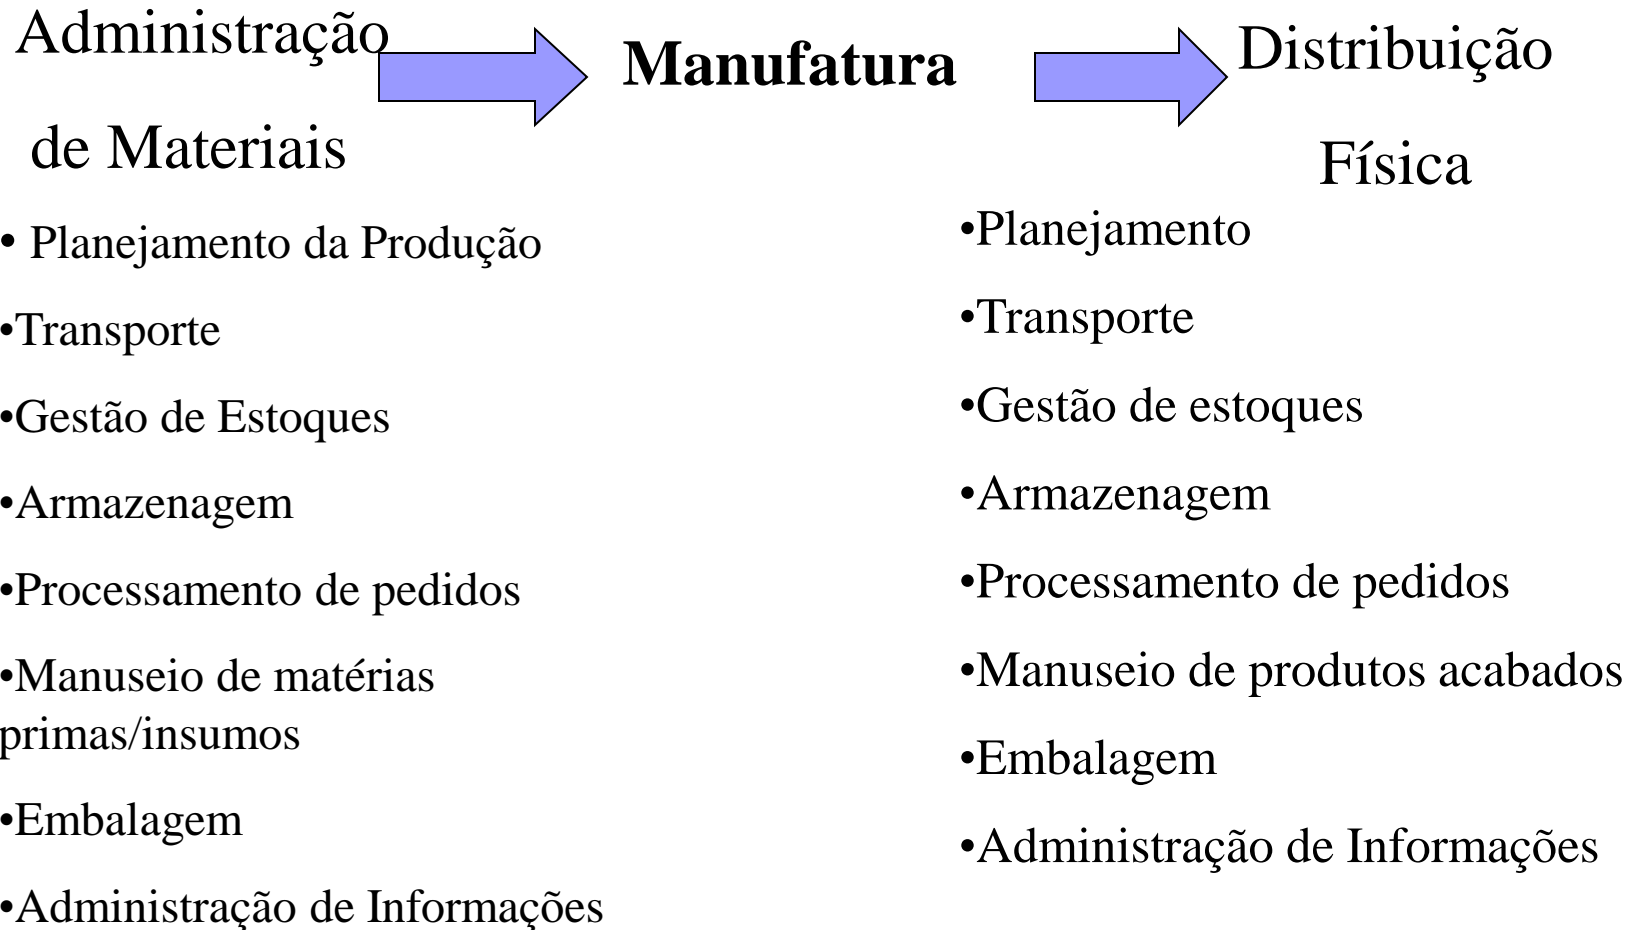 Administração
de Materiais
Manufatura
Distribuição
Física
• Planejamento da Produção
•Transporte
•Gestão de Estoques
•Armazenagem
•Processamento de pedidos
•Manuseio de matérias
primas/insumos
•Embalagem
•Administração de Informações
•Planejamento
•Transporte
•Gestão de estoques
•Armazenagem
•Processamento de pedidos
•Manuseio de produtos acabados
•Embalagem
•Administração de Informações